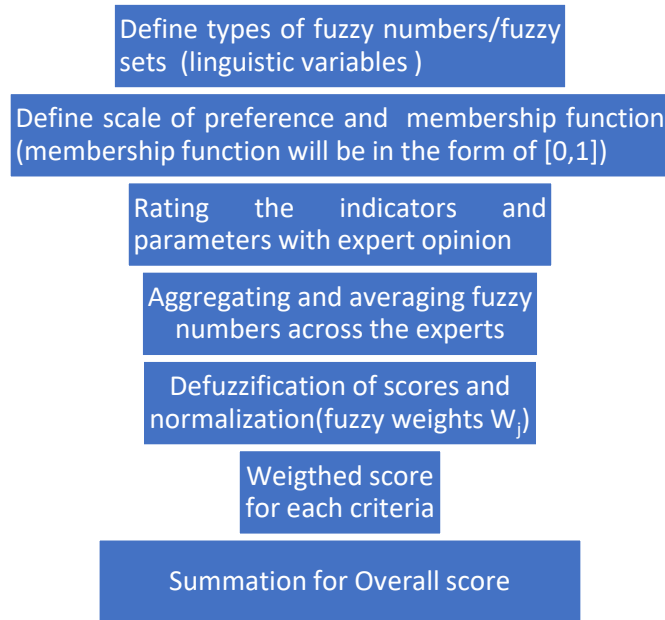 Define types of fuzzy numbers/fuzzy
sets (linguistic variables )
Define scale of preference and membership function
(membership function will be in the form of [0,1])
Rating the indicators and
parameters with expert opinion
Aggregating and averaging fuzzy
numbers across the experts
Defuzzification of scores and
normalization(fuzzy weights Wj)
Weigthed score
for each criteria
Summation for Overall score